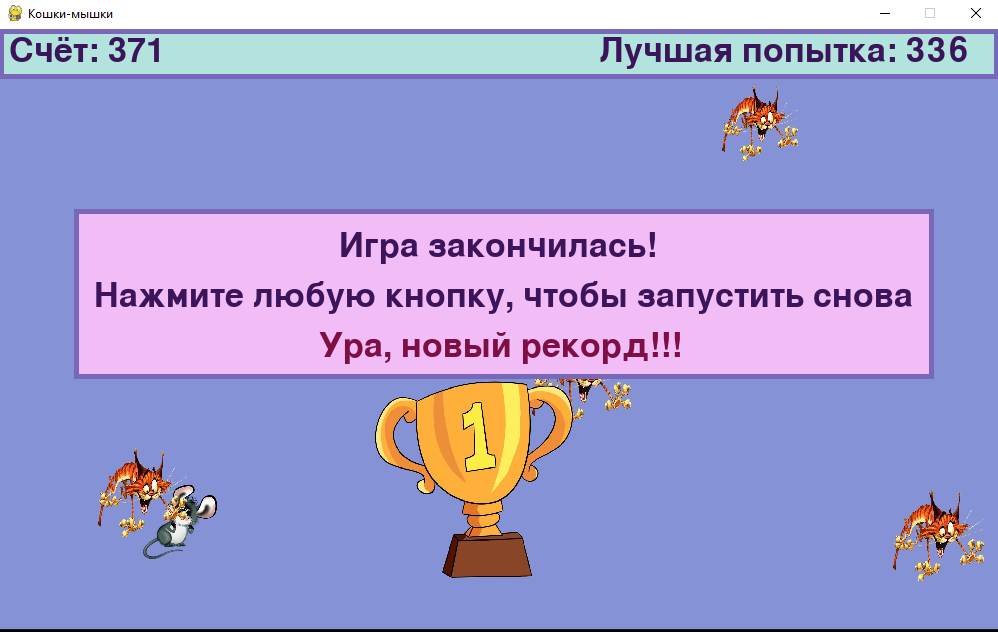 Кошки-мышки
Счёт: 371 Лучшая попытка: 336
Игра закончилась!
Нажмите любую кнопку, чтобы запустить снова
Ура, новый рекорд!!!
1